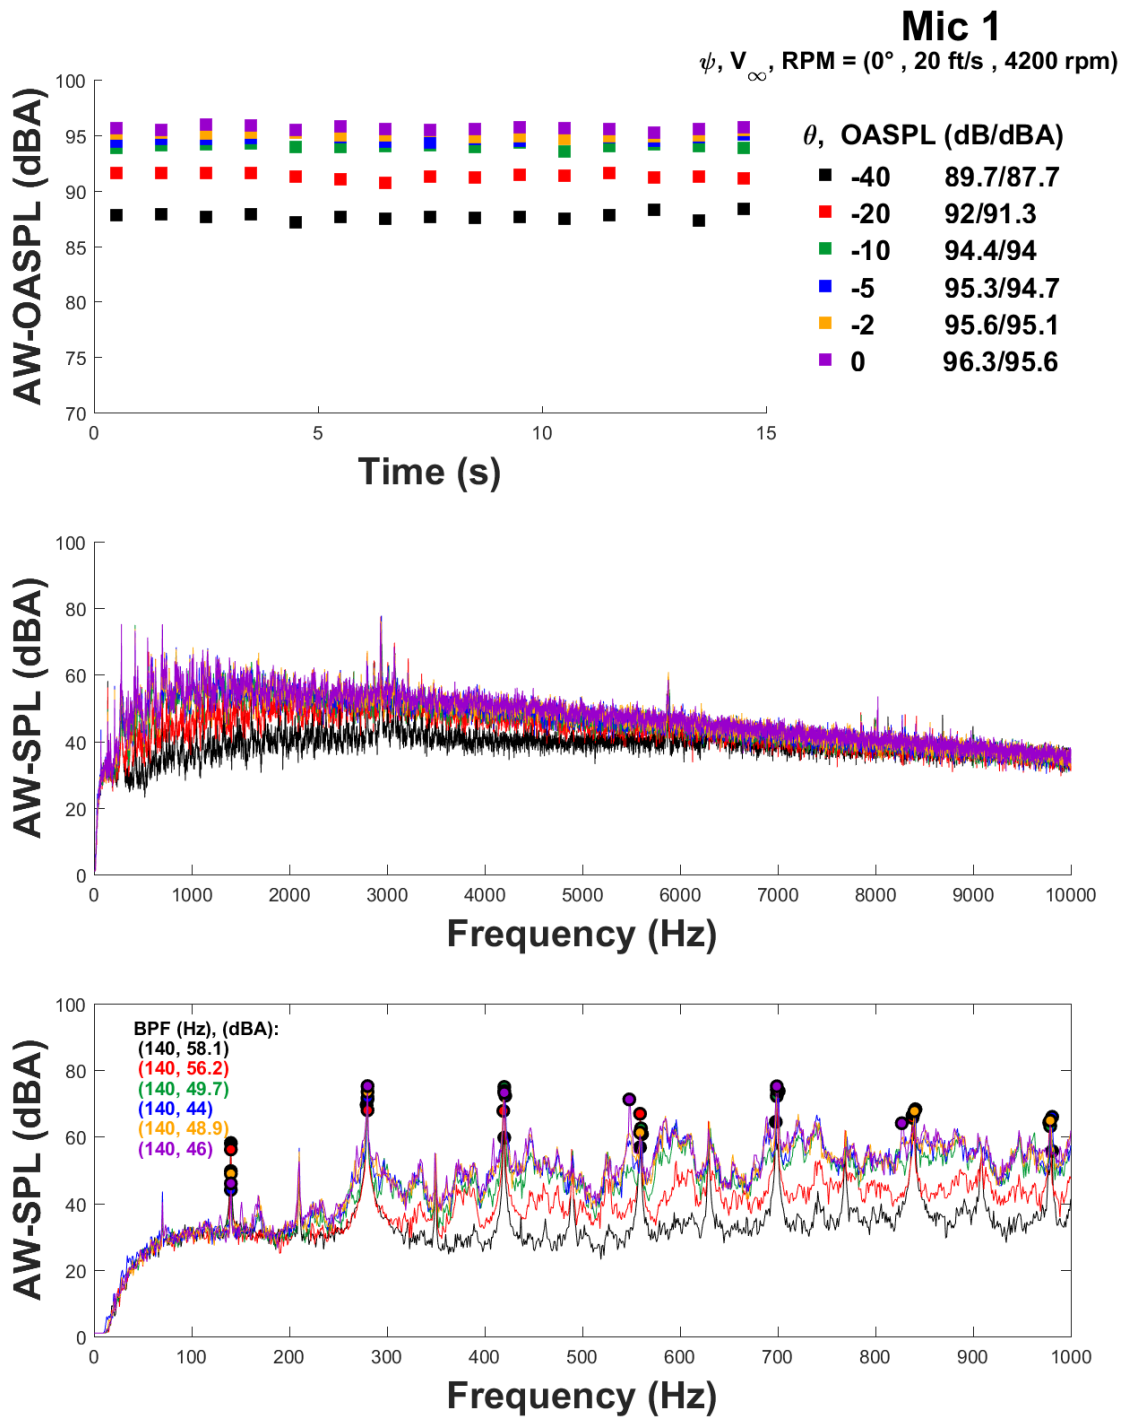 Mic 1
ψ, V∞, RPM = (0° , 20 ft/s , 4200 rpm)
θ, OASPL (dB/dBA)
-40 89.7/87.7
-20 92/91.3
-10 94.4/94
-5 95.3/94.7
-2 95.6/95.1
0 96.3/95.6
AW-OASPL (dBA)
100
95
90
85
80
75
70
0 5 10 15
Time (s)
AW-SPL (dBA)
100
80
60
40
20
0
0 1000 2000 3000 4000 5000 6000 7000 8000 9000 10000
Frequency (Hz)
AW-SPL (dBA)
100
80
60
40
20
0
BPF (Hz), (dBA):
(140, 58.1)
(140, 56.2)
(140, 49.7)
(140, 44)
(140, 48.9)
(140, 46)
0 100 200 300 400 500 600 700 800 900 1000
Frequency (Hz)